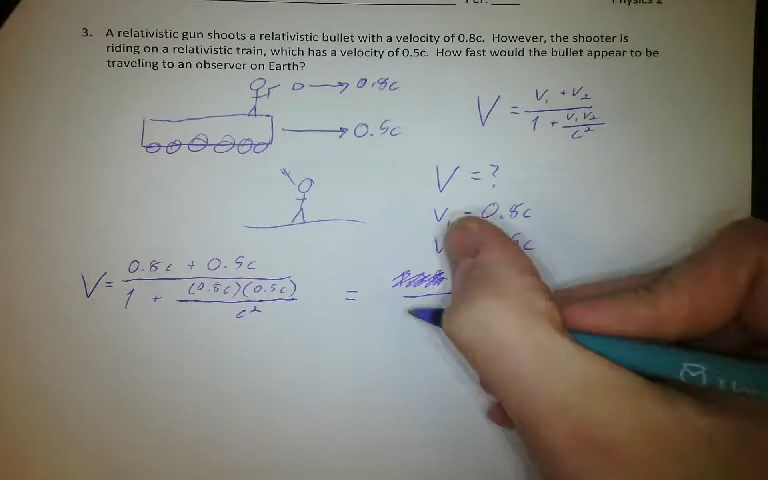 Physics 2
3. A relativistic gun shoots a relativistic bullet with a velocity of 0.8c. However, the shooter is
riding on a relativistic train, which has a velocity of 0.5c. How fast would the bullet appear to be
traveling to an observer on Earth?
0.8c
0.5c
V = V₁ + V₂ / 1 + V₁V₂ / c²
V = ?
V₁ = 0.8c
V= 0.8c + 0.5c / 1 + (0.8c)(0.5c) / c² =